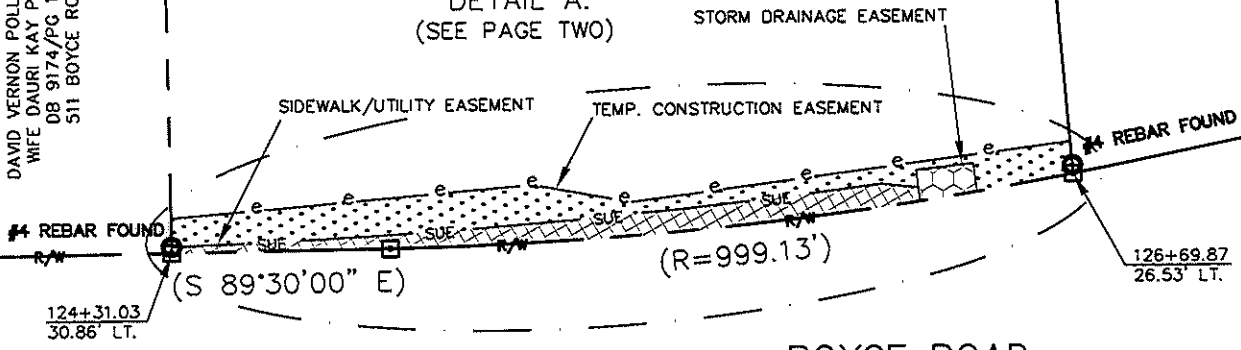 DAVID VERNON POLL
WIFE DAURI KAY P
DB 9174/PG 1
511 BOYCE RO
DETAIL A.
(SEE PAGE TWO)
STORM DRAINAGE EASEMENT
SIDEWALK/UTILITY EASEMENT
TEMP. CONSTRUCTION EASEMENT
#4 REBAR FOUND
e e e e e e e e e
#4 REBAR FOUND
SUE SUE SUE SUE
R/W R/W R/W
(S 89°30'00" E)
(R=999.13')
124+31.03
30.86' LT.
126+69.87
26.53' LT.
BOYCE ROAD